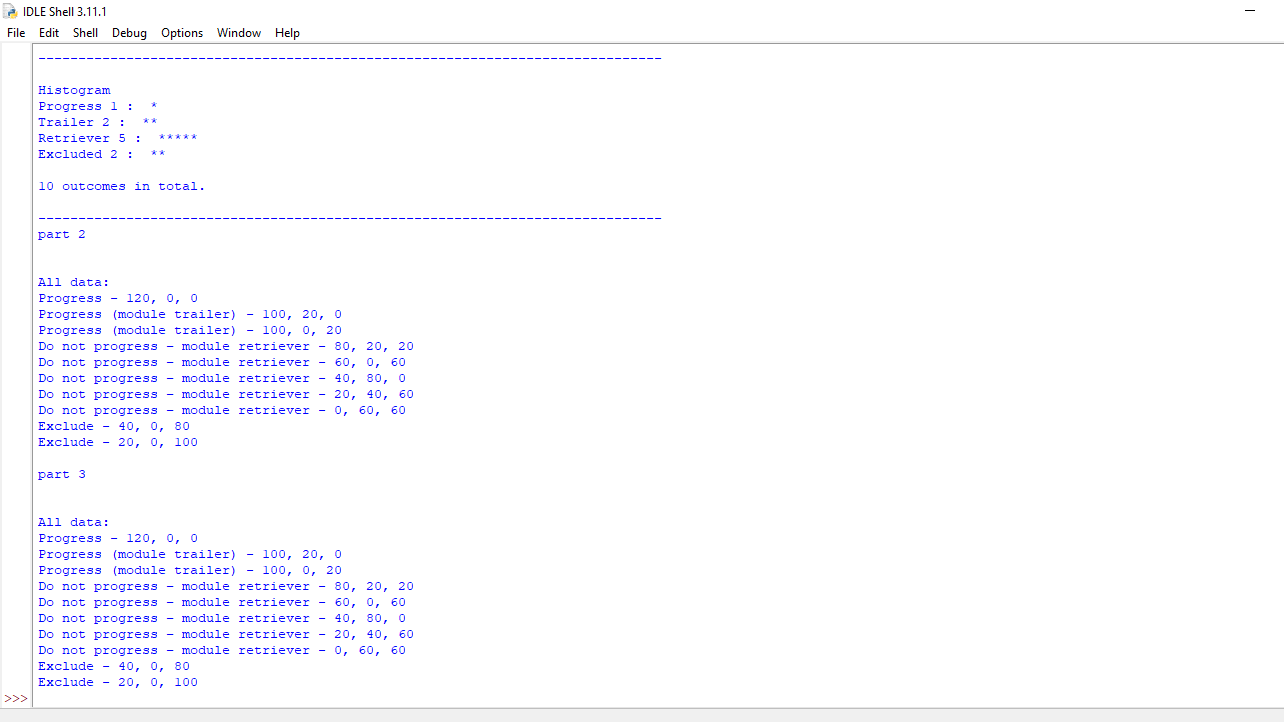 IDLE Shell 3.11.1
File Edit Shell Debug Options Window Help
------------------------------------------------------------------------------
Histogram
Progress 1 :  *
Trailer 2 :  **
Retriever 5 :  *****
Excluded 2 :  **
10 outcomes in total.
------------------------------------------------------------------------------
part 2
All data:
Progress - 120, 0, 0
Progress (module trailer) - 100, 20, 0
Progress (module trailer) - 100, 0, 20
Do not progress - module retriever - 80, 20, 20
Do not progress - module retriever - 60, 0, 60
Do not progress - module retriever - 40, 80, 0
Do not progress - module retriever - 20, 40, 60
Do not progress - module retriever - 0, 60, 60
Exclude - 40, 0, 80
Exclude - 20, 0, 100
part 3
All data:
Progress - 120, 0, 0
Progress (module trailer) - 100, 20, 0
Progress (module trailer) - 100, 0, 20
Do not progress - module retriever - 80, 20, 20
Do not progress - module retriever - 60, 0, 60
Do not progress - module retriever - 40, 80, 0
Do not progress - module retriever - 20, 40, 60
Do not progress - module retriever - 0, 60, 60
Exclude - 40, 0, 80
Exclude - 20, 0, 100
>>>